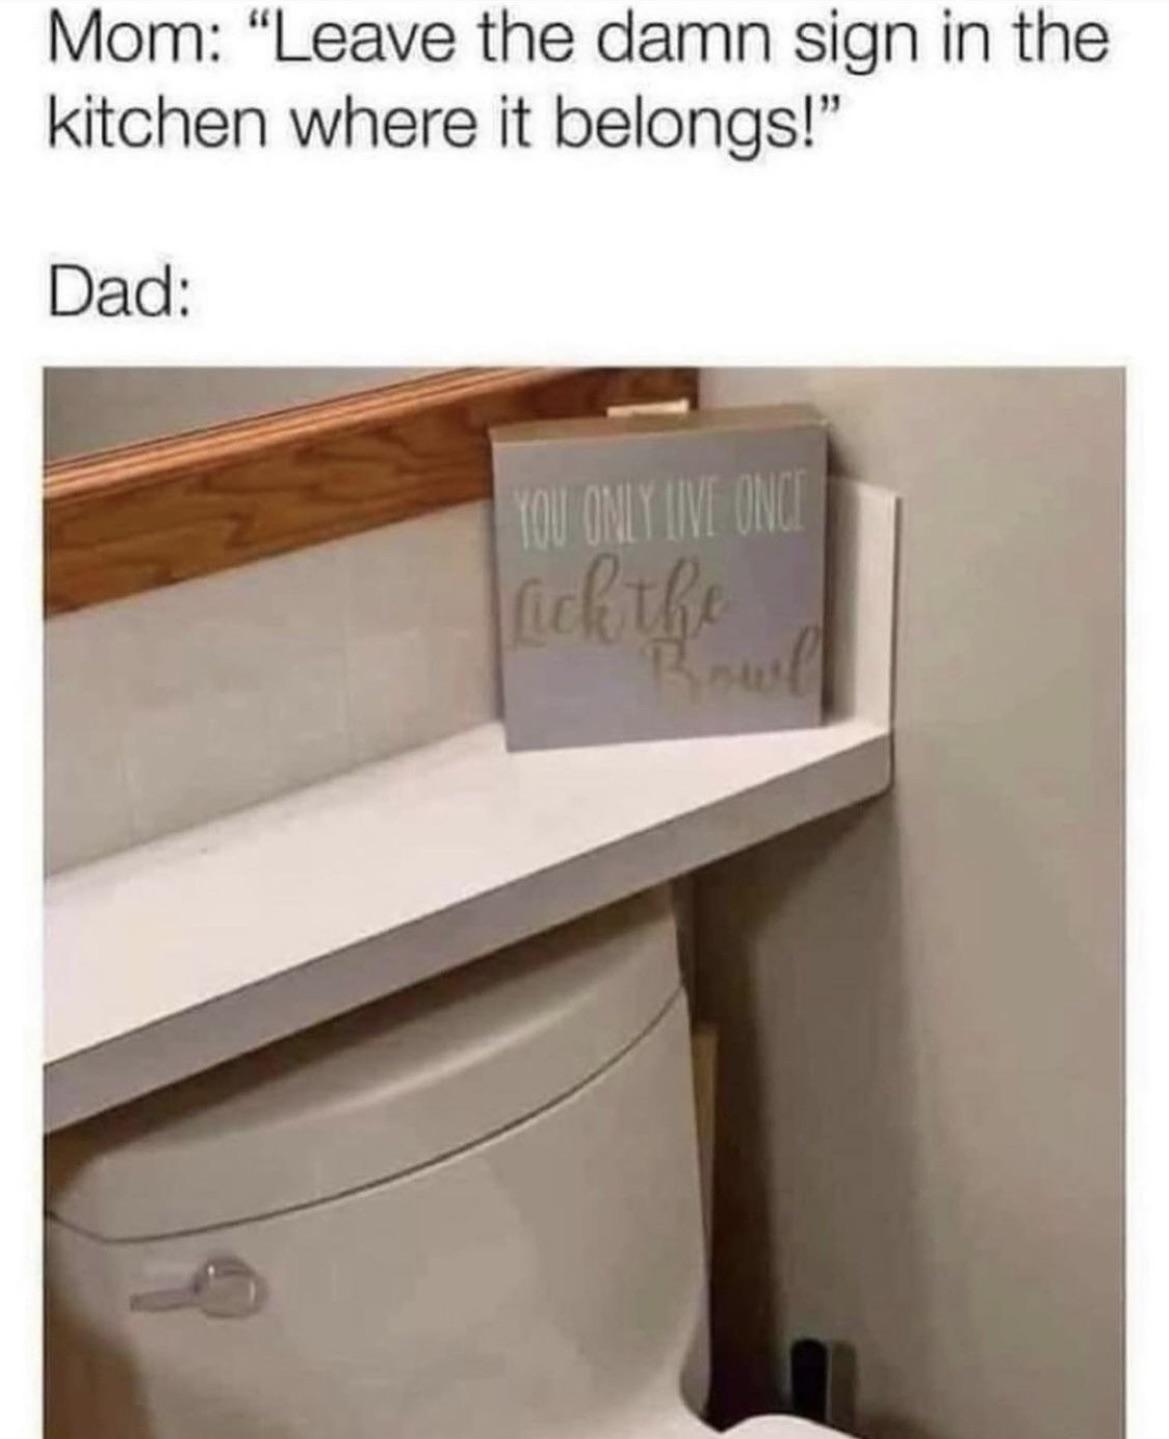 Mom: “Leave the damn sign in the
kitchen where it belongs!”
Dad:
YOU ONLY LIVE ONCE
Lick the
Bowl